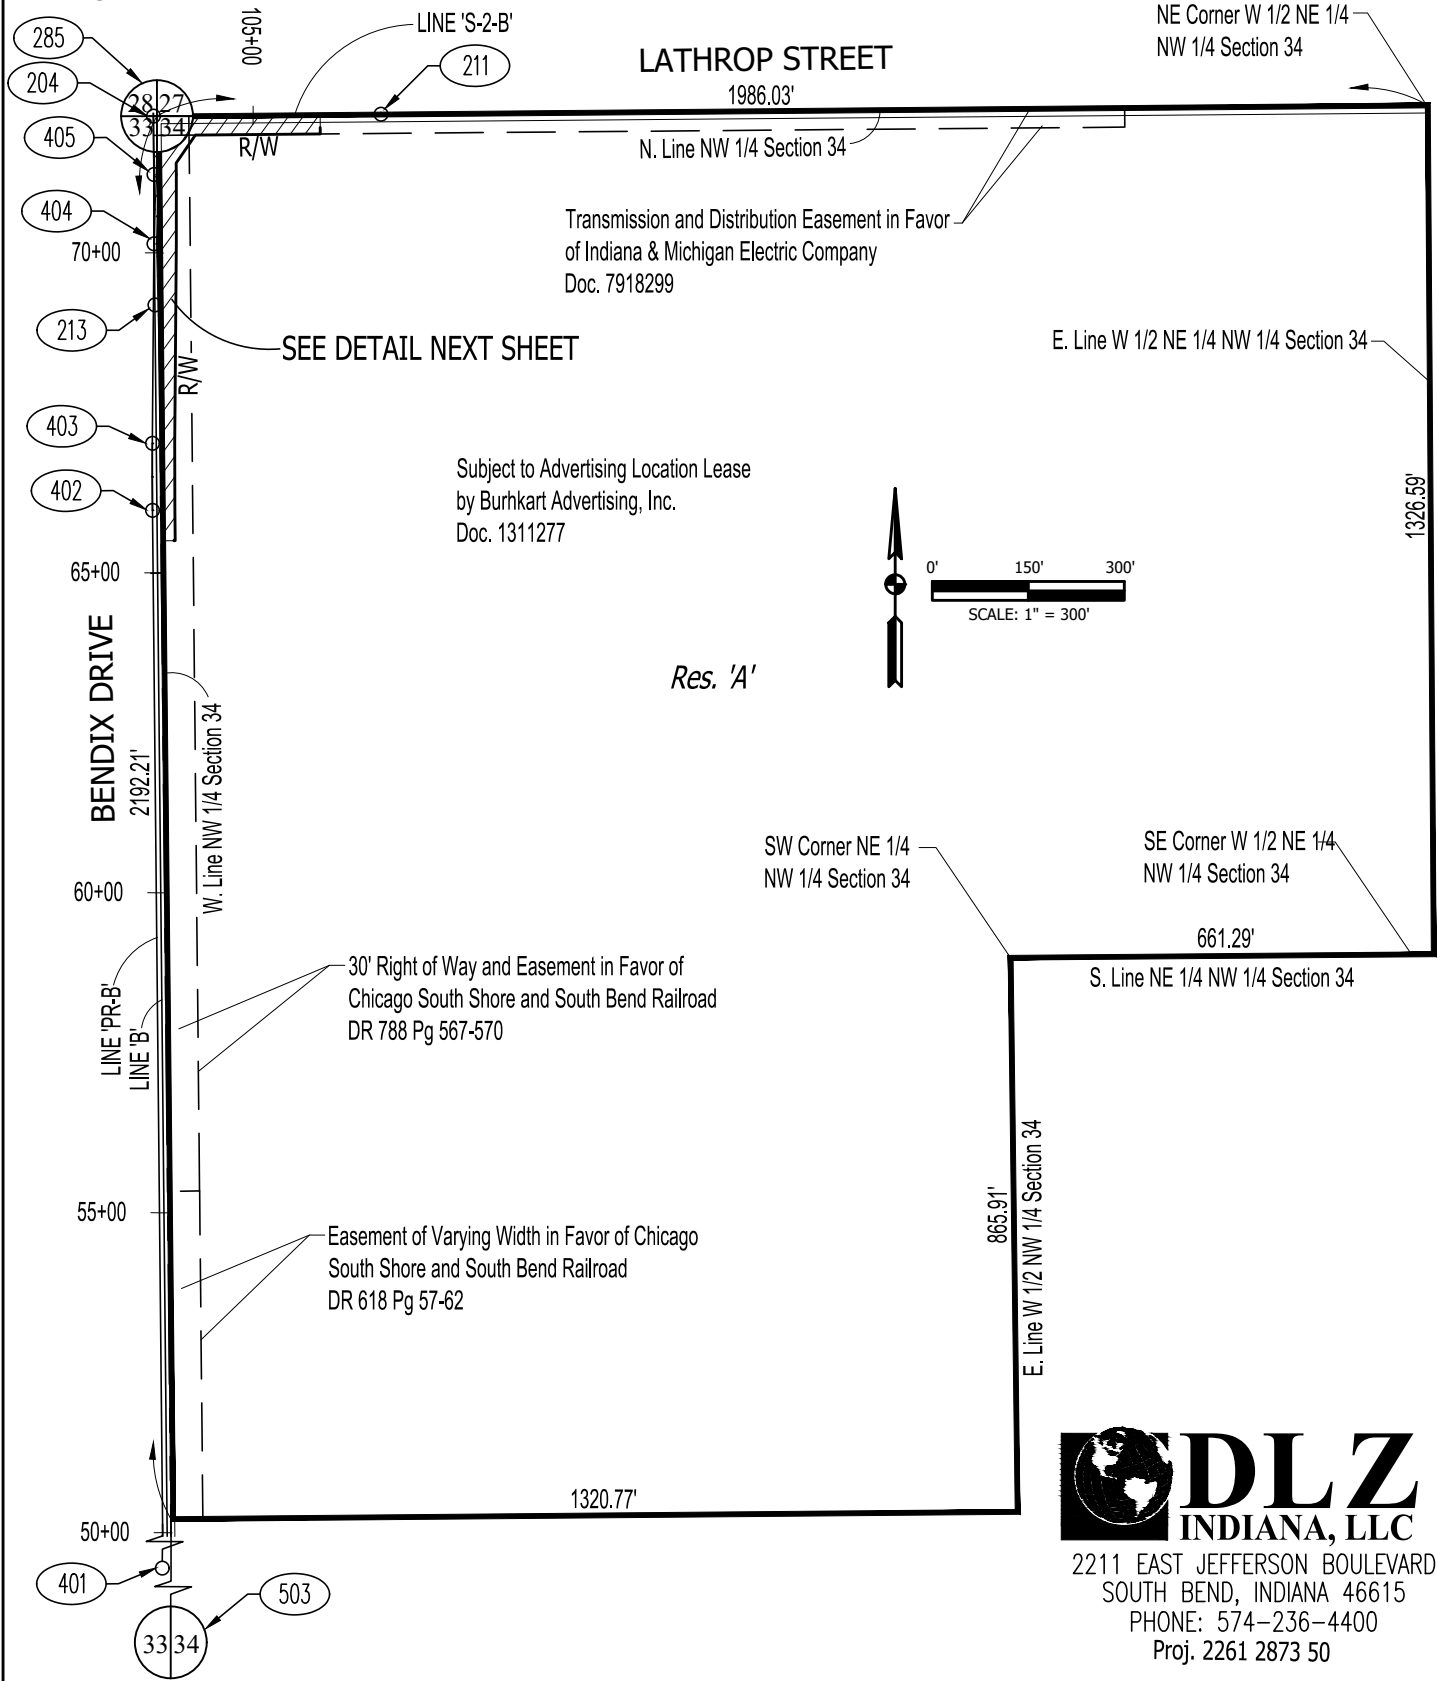 285
204
405
404
70+00
213
403
402
65+00
28 27
33 34
105+00
LINE 'S-2-B'
211
LATHROP STREET
1986.03'
NE Corner W 1/2 NE 1/4
NW 1/4 Section 34
R/W
N. Line NW 1/4 Section 34
Transmission and Distribution Easement in Favor
of Indiana & Michigan Electric Company
Doc. 7918299
SEE DETAIL NEXT SHEET
R/W
E. Line W 1/2 NE 1/4 NW 1/4 Section 34
Subject to Advertising Location Lease
by Burhkart Advertising, Inc.
Doc. 1311277
1326.59'
0' 150' 300'
SCALE: 1" = 300'
Res. 'A'
BENDIX DRIVE
2192.21'
W. Line NW 1/4 Section 34
60+00
SW Corner NE 1/4
NW 1/4 Section 34
SE Corner W 1/2 NE 1/4
NW 1/4 Section 34
661.29'
S. Line NE 1/4 NW 1/4 Section 34
30' Right of Way and Easement in Favor of
Chicago South Shore and South Bend Railroad
DR 788 Pg 567-570
LINE 'PR-B'
LINE 'B'
55+00
Easement of Varying Width in Favor of Chicago
South Shore and South Bend Railroad
DR 618 Pg 57-62
865.91'
E. Line W 1/2 NW 1/4 Section 34
1320.77'
50+00
401
503
33 34
DLZ
INDIANA, LLC
2211 EAST JEFFERSON BOULEVARD
SOUTH BEND, INDIANA 46615
PHONE: 574-236-4400
Proj. 2261 2873 50